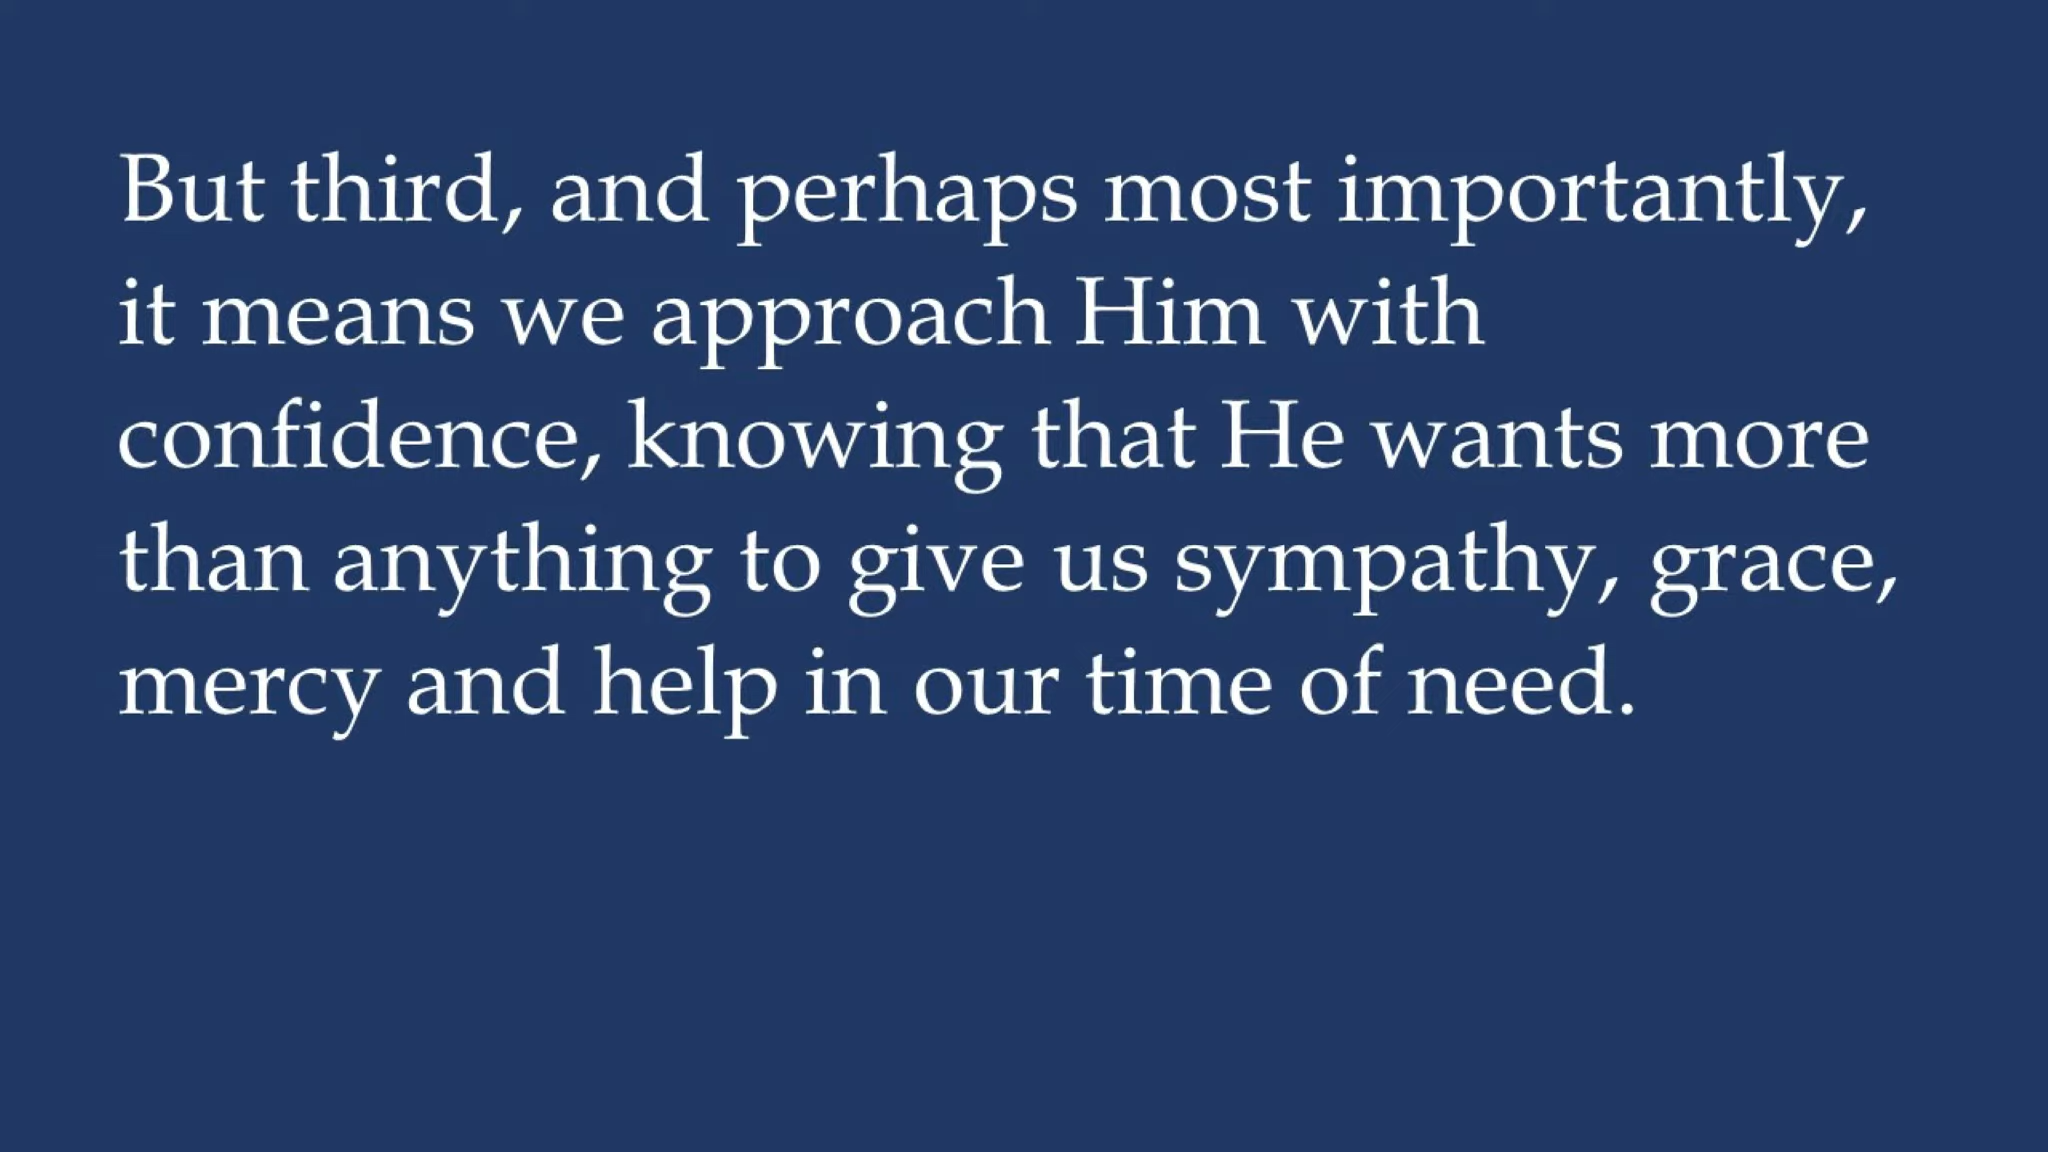 But third, and perhaps most importantly,
it means we approach Him with
confidence, knowing that He wants more
than anything to give us sympathy, grace,
mercy and help in our time of need.